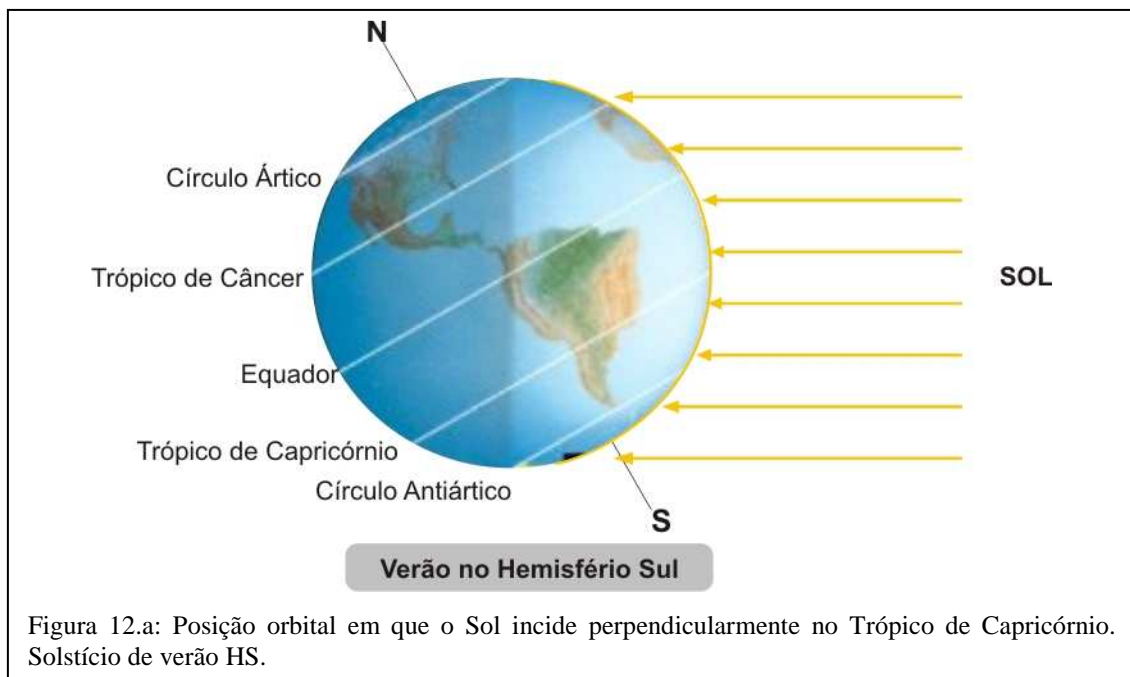 N
Círculo Ártico
Trópico de Câncer
SOL
Equador
Trópico de Capricórnio
Círculo Antiártico
S
Verão no Hemisfério Sul
Figura 12.a: Posição orbital em que o Sol incide perpendicularmente no Trópico de Capricórnio.
Solstício de verão HS.